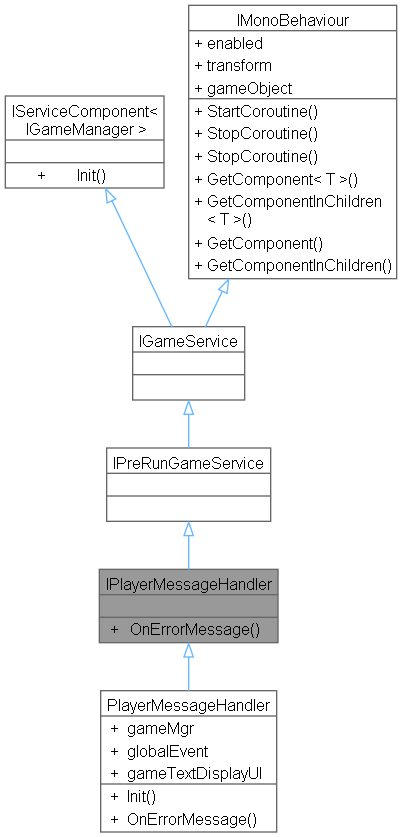 IMonoBehaviour
+ enabled
+ transform
+ gameObject
+ StartCoroutine()
+ StopCoroutine()
+ StopCoroutine()
+ GetComponent< T >()
+ GetComponentInChildren
< T >()
+ GetComponent()
+ GetComponentInChildren()
IServiceComponent<
IGameManager >
+ Init()
IGameService
IPreRunGameService
IPlayerMessageHandler
+ OnErrorMessage()
PlayerMessageHandler
+ gameMgr
+ globalEvent
+ gameTextDisplayUI
+ Init()
+ OnErrorMessage()